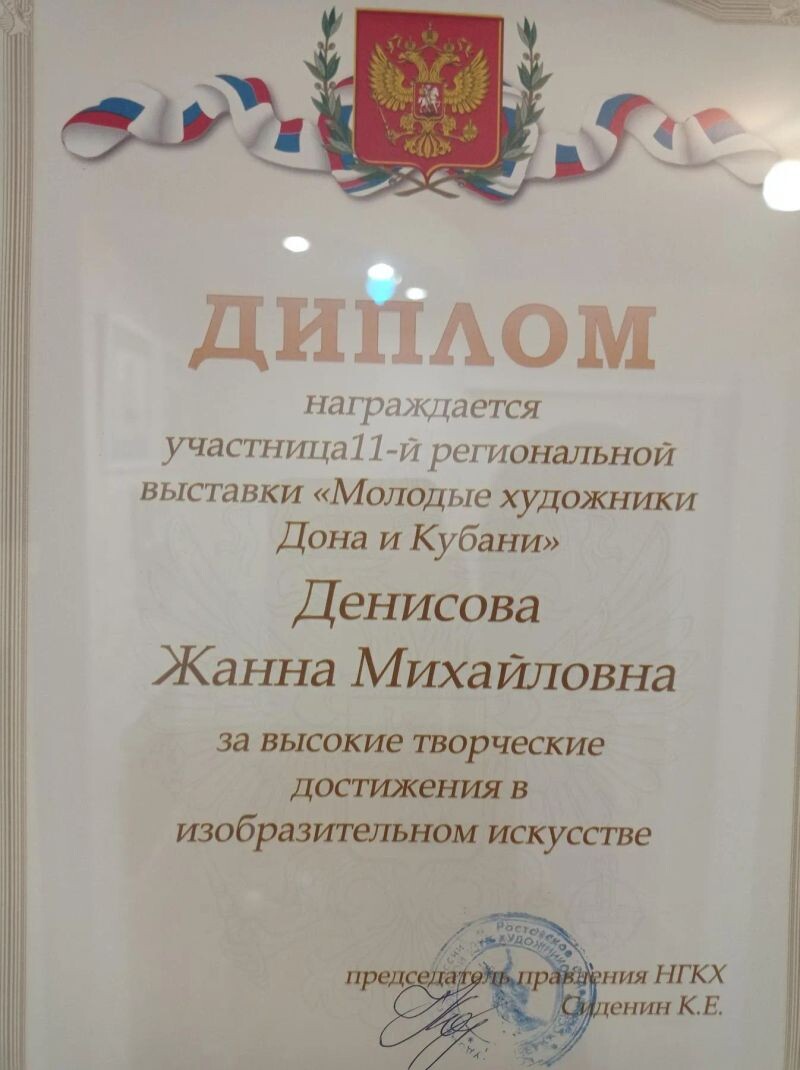 ДИПЛОМ
награждается
участница11-й региональной
выставки «Молодые художники
Дона и Кубани»
Денисова
Жанна Михайловна
за высокие творческие
достижения в
изобразительном искусстве
председатель правления НГКХ
Сиденин К.Е.